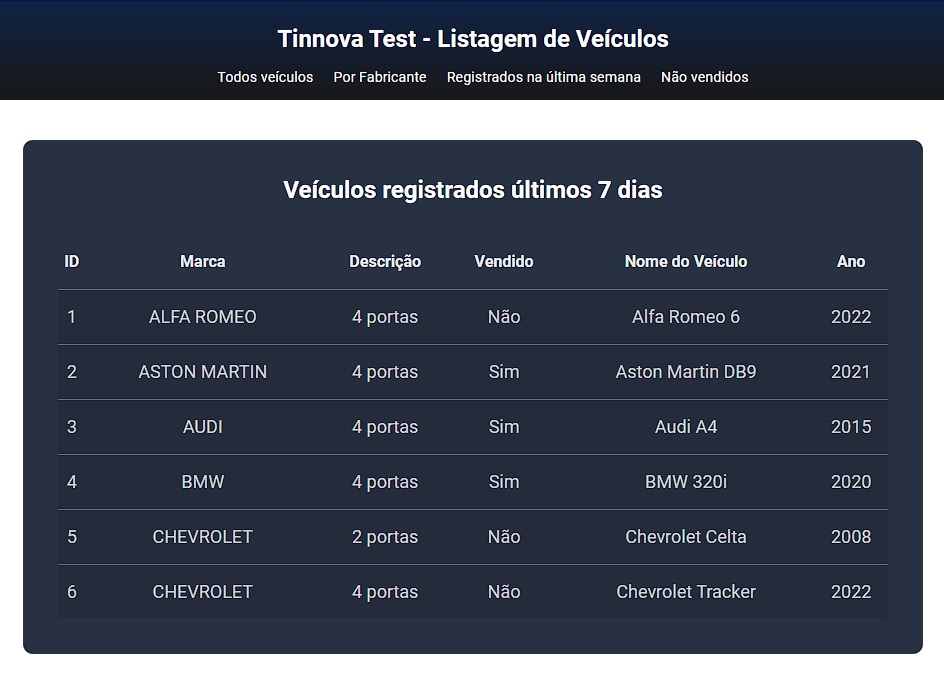 Tinnova Test - Listagem de Veículos
Todos veículos Por Fabricante Registrados na última semana Não vendidos
Veículos registrados últimos 7 dias
ID Marca Descrição Vendido Nome do Veículo Ano
1 ALFA ROMEO 4 portas Não Alfa Romeo 6 2022
2 ASTON MARTIN 4 portas Sim Aston Martin DB9 2021
3 AUDI 4 portas Sim Audi A4 2015
4 BMW 4 portas Sim BMW 320i 2020
5 CHEVROLET 2 portas Não Chevrolet Celta 2008
6 CHEVROLET 4 portas Não Chevrolet Tracker 2022